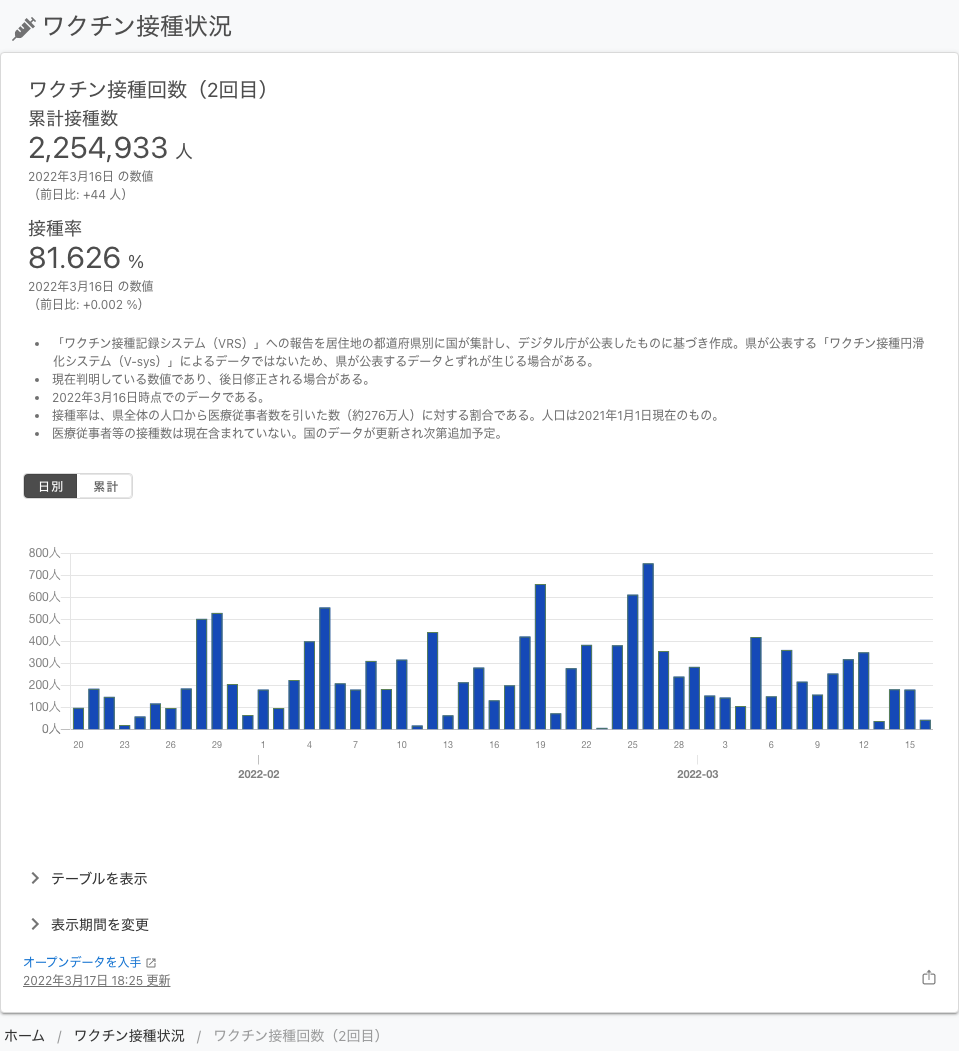 ワクチン接種状況
ワクチン接種回数（2回目）
累計接種数
2,254,933 人
2022年3月16日 の数値
（前日比: +44 人）
接種率
81.626 %
2022年3月16日 の数値
（前日比: +0.002 %）
• 「ワクチン接種記録システム（VRS）」への報告を居住地の都道府県別に国が集計し、デジタル庁が公表したものに基づき作成。県が公表する「ワクチン接種円滑
化システム（V-sys）」によるデータではないため、県が公表するデータとずれが生じる場合がある。
• 現在判明している数値であり、後日修正される場合がある。
• 2022年3月16日時点でのデータである。
• 接種率は、県全体の人口から医療従事者数を引いた数（約276万人）に対する割合である。人口は2021年1月1日現在のもの。
• 医療従事者等の接種数は現在含まれていない。国のデータが更新され次第追加予定。
日別 累計
800人
700人
600人
500人
400人
300人
200人
100人
0人
20 23 26 29 1 4 7 10 13 16 19 22 25 28 3 6 9 12 15
2022-02 2022-03
テーブルを表示
表示期間を変更
オープンデータを入手
2022年3月17日 18:25 更新
ホーム / ワクチン接種状況 / ワクチン接種回数（2回目）